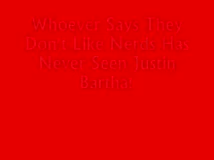 Whoever Says They
Don't Like Nerds Has
Never Seen Justin
Bartha!